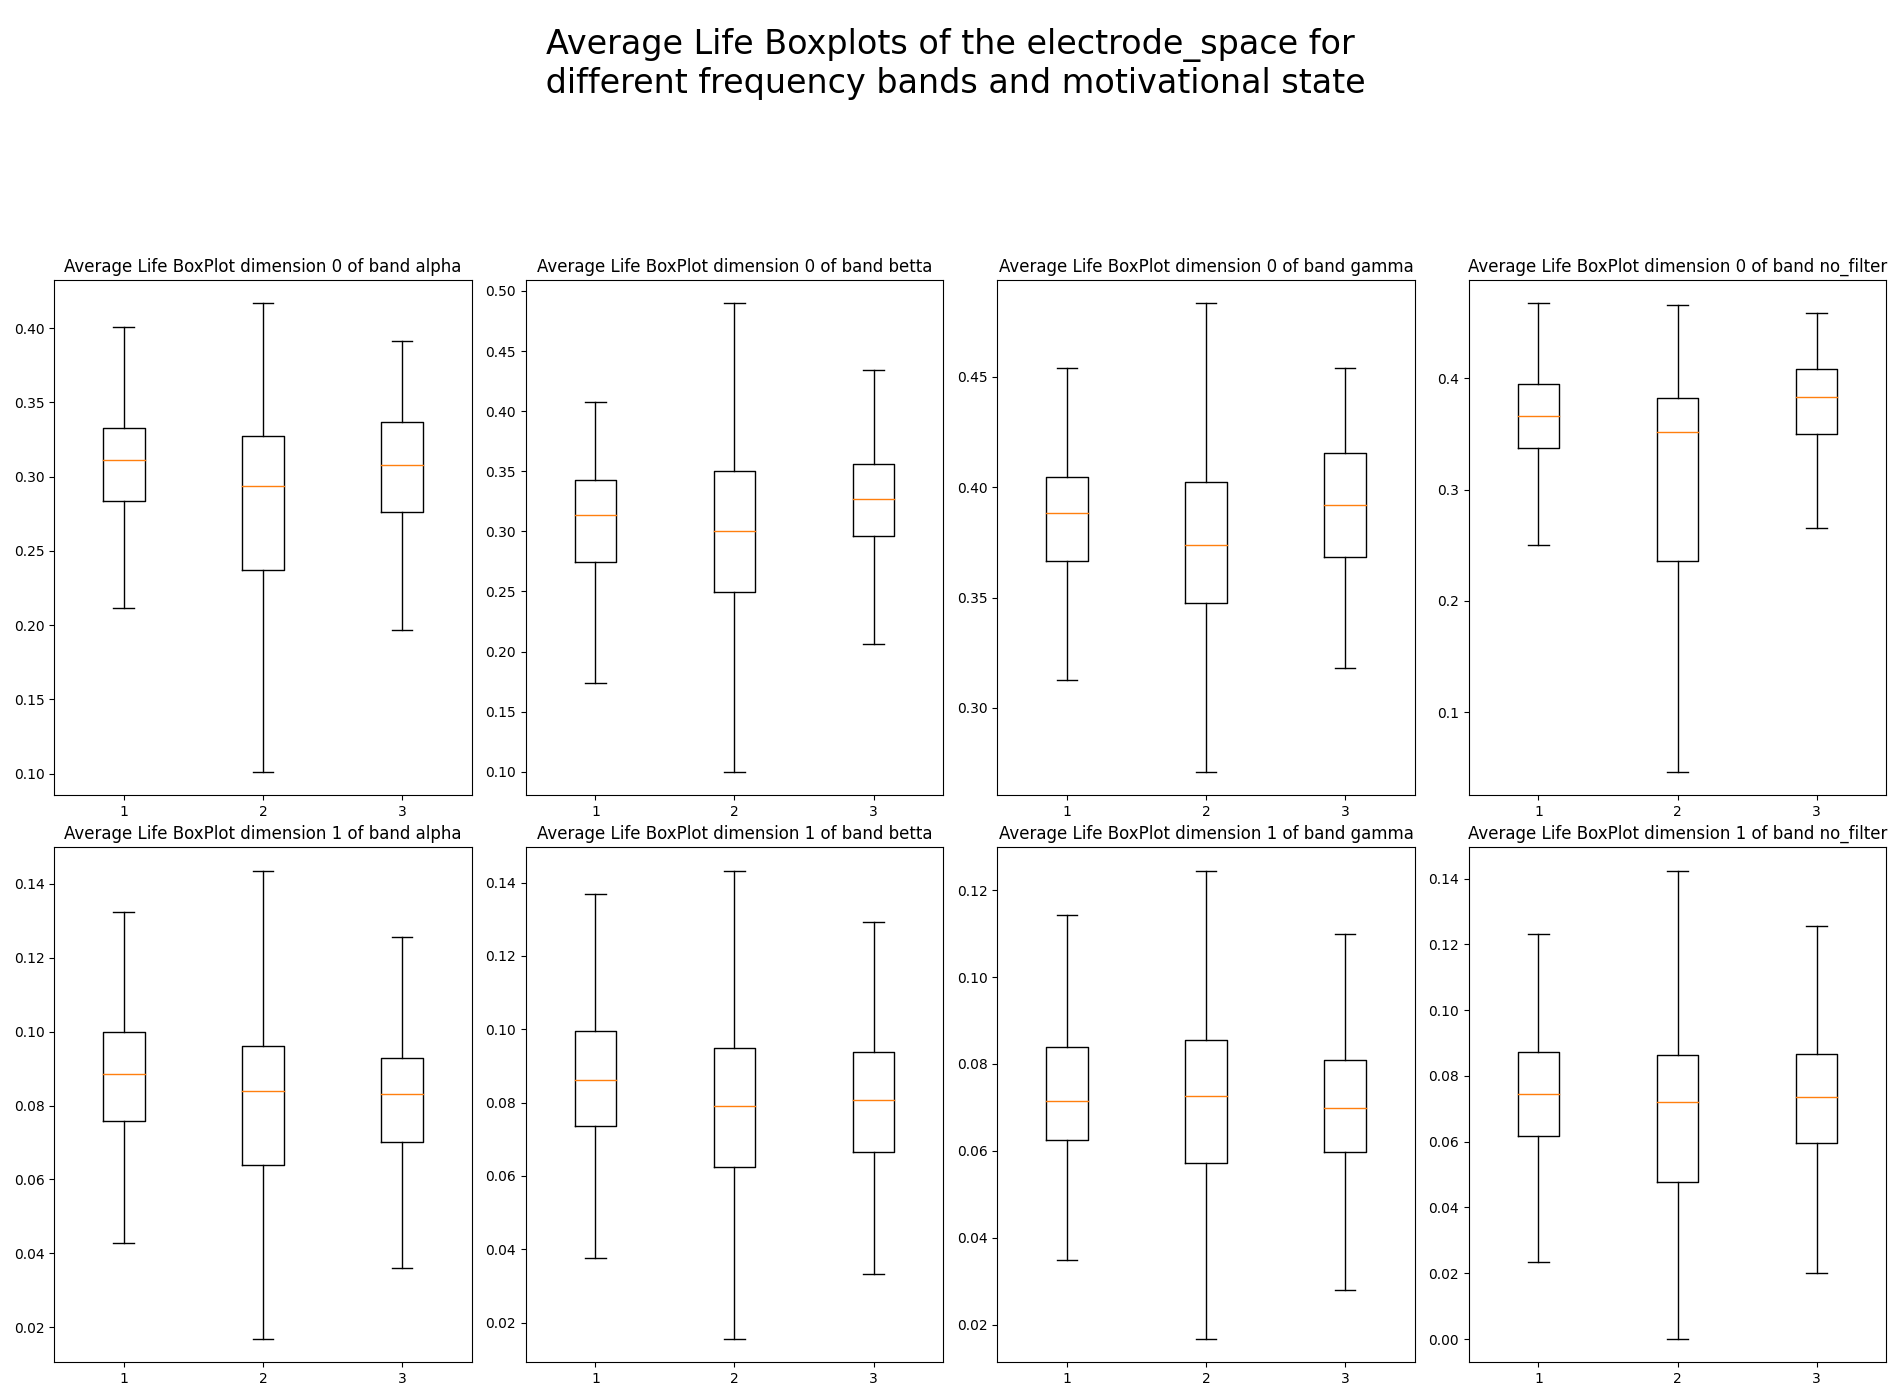 Average Life Boxplots of the electrode_space for
different frequency bands and motivational state
Average Life BoxPlot dimension 0 of band alpha
0.40
0.35
0.30
0.25
0.20
0.15
0.10
1 2 3
Average Life BoxPlot dimension 0 of band betta
0.50
0.45
0.40
0.35
0.30
0.25
0.20
0.15
0.10
1 2 3
Average Life BoxPlot dimension 0 of band gamma
0.45
0.40
0.35
0.30
1 2 3
Average Life BoxPlot dimension 0 of band no_filter
0.4
0.3
0.2
0.1
1 2 3
Average Life BoxPlot dimension 1 of band alpha
0.14
0.12
0.10
0.08
0.06
0.04
0.02
1 2 3
Average Life BoxPlot dimension 1 of band betta
0.14
0.12
0.10
0.08
0.06
0.04
0.02
1 2 3
Average Life BoxPlot dimension 1 of band gamma
0.12
0.10
0.08
0.06
0.04
0.02
1 2 3
Average Life BoxPlot dimension 1 of band no_filter
0.14
0.12
0.10
0.08
0.06
0.04
0.02
0.00
1 2 3